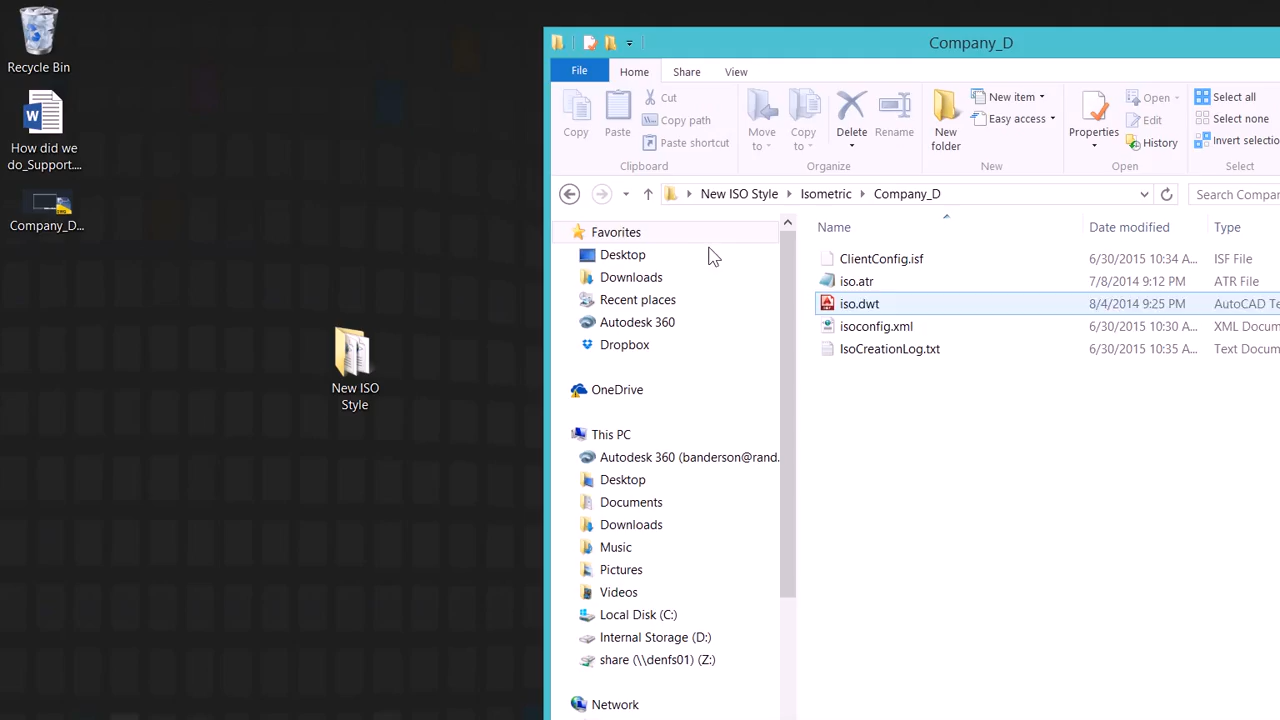 Recycle Bin
How did we
do_Support....
Company_D...
New ISO
Style
Company_D
File
Home
Share
View
Copy
Paste
Cut
Copy path
Paste shortcut
Clipboard
Move
to
Copy
to
Delete
Rename
Organize
New
folder
New item
Easy access
New
Properties
Open
Edit
History
Open
Select all
Select none
Invert selectio
Select
New ISO Style
Isometric
Company_D
Search Compan
Favorites
Desktop
Downloads
Recent places
Autodesk 360
Dropbox
OneDrive
This PC
Autodesk 360 (banderson@rand.
Desktop
Documents
Downloads
Music
Pictures
Videos
Local Disk (C:)
Internal Storage (D:)
share (\\denfs01) (Z:)
Network
Name Date modified Type
ClientConfig.isf 6/30/2015 10:34 A... ISF File
iso.atr 7/8/2014 9:12 PM ATR File
iso.dwt 8/4/2014 9:25 PM AutoCAD Te
isoconfig.xml 6/30/2015 10:30 A... XML Docum
IsoCreationLog.txt 6/30/2015 10:35 A... Text Docum